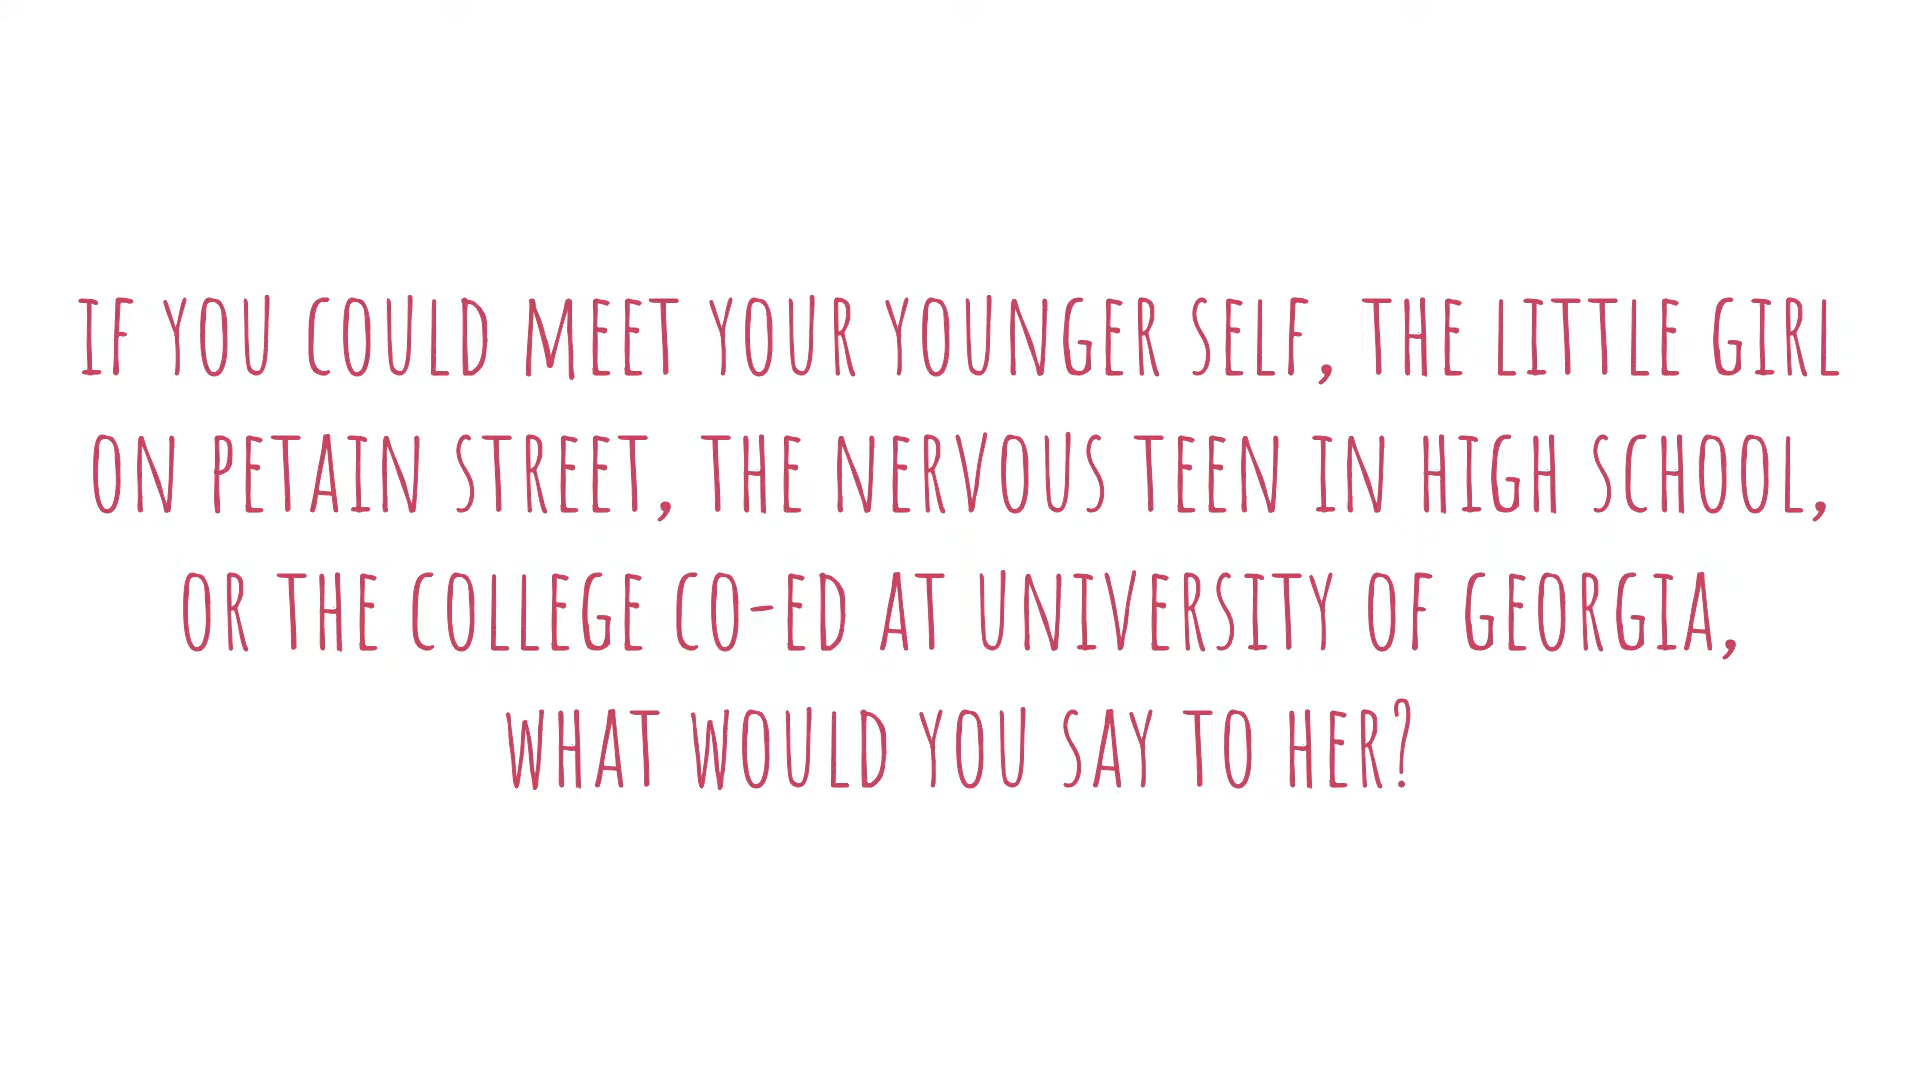 IF YOU COULD MEET YOUR YOUNGER SELF, THE LITTLE GIRL
ON PETAIN STREET, THE NERVOUS TEEN IN HIGH SCHOOL,
OR THE COLLEGE CO-ED AT UNIVERSITY OF GEORGIA,
WHAT WOULD YOU SAY TO HER?